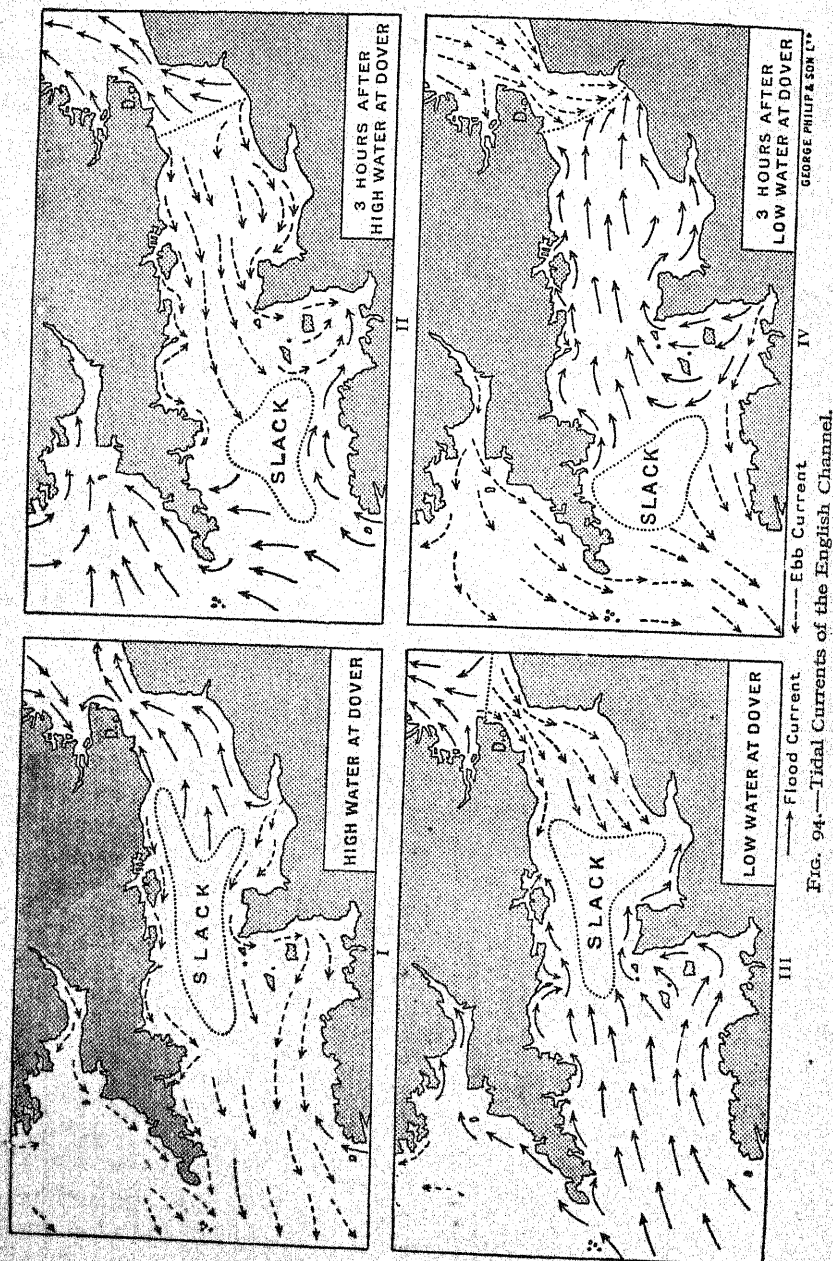 SLACK
D
HIGH WATER AT DOVER
I
SLACK
D
3 HOURS AFTER
HIGH WATER AT DOVER
II
SLACK
D
LOW WATER AT DOVER
III
SLACK
D
3 HOURS AFTER
LOW WATER AT DOVER
IV
GEORGE PHILIP & SON LTD
Flood Current
Ebb Current
FIG. 94.—Tidal Currents of the English Channel.